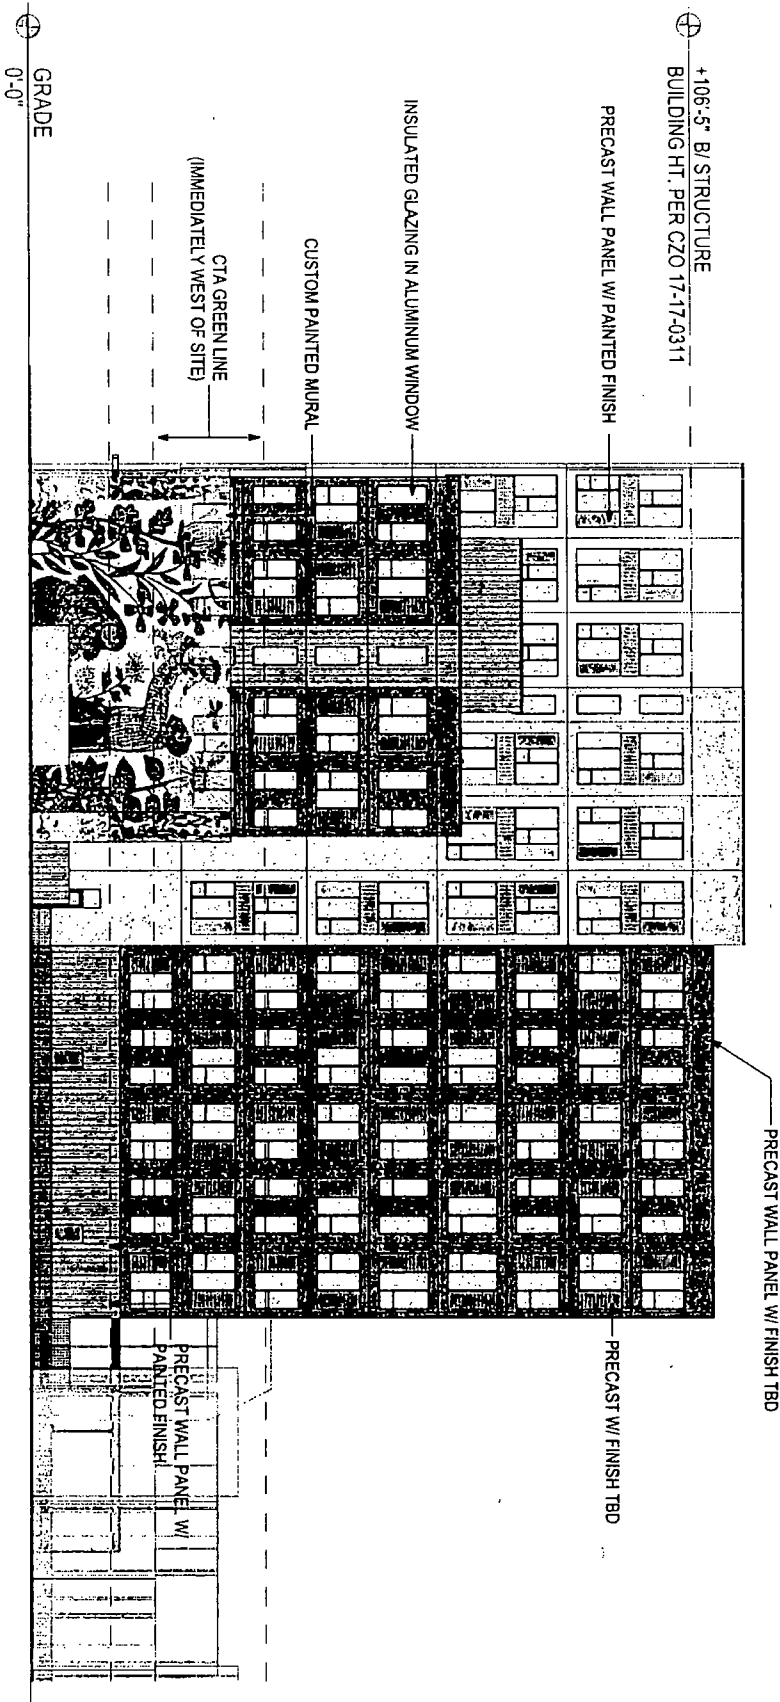 +106'-5" B/ STRUCTURE
BUILDING HT. PER CZO 17-17-0311
PRECAST WALL PANEL W/ PAINTED FINISH
INSULATED GLAZING IN ALUMINUM WINDOW
CUSTOM PAINTED MURAL
CTA GREEN LINE
(IMMEDIATELY WEST OF SITE)
GRADE
0'-0"
PRECAST WALL PANEL W/ FINISH TBD
PRECAST W/ FINISH TBD
PRECAST WALL PANEL W/
PAINTED FINISH